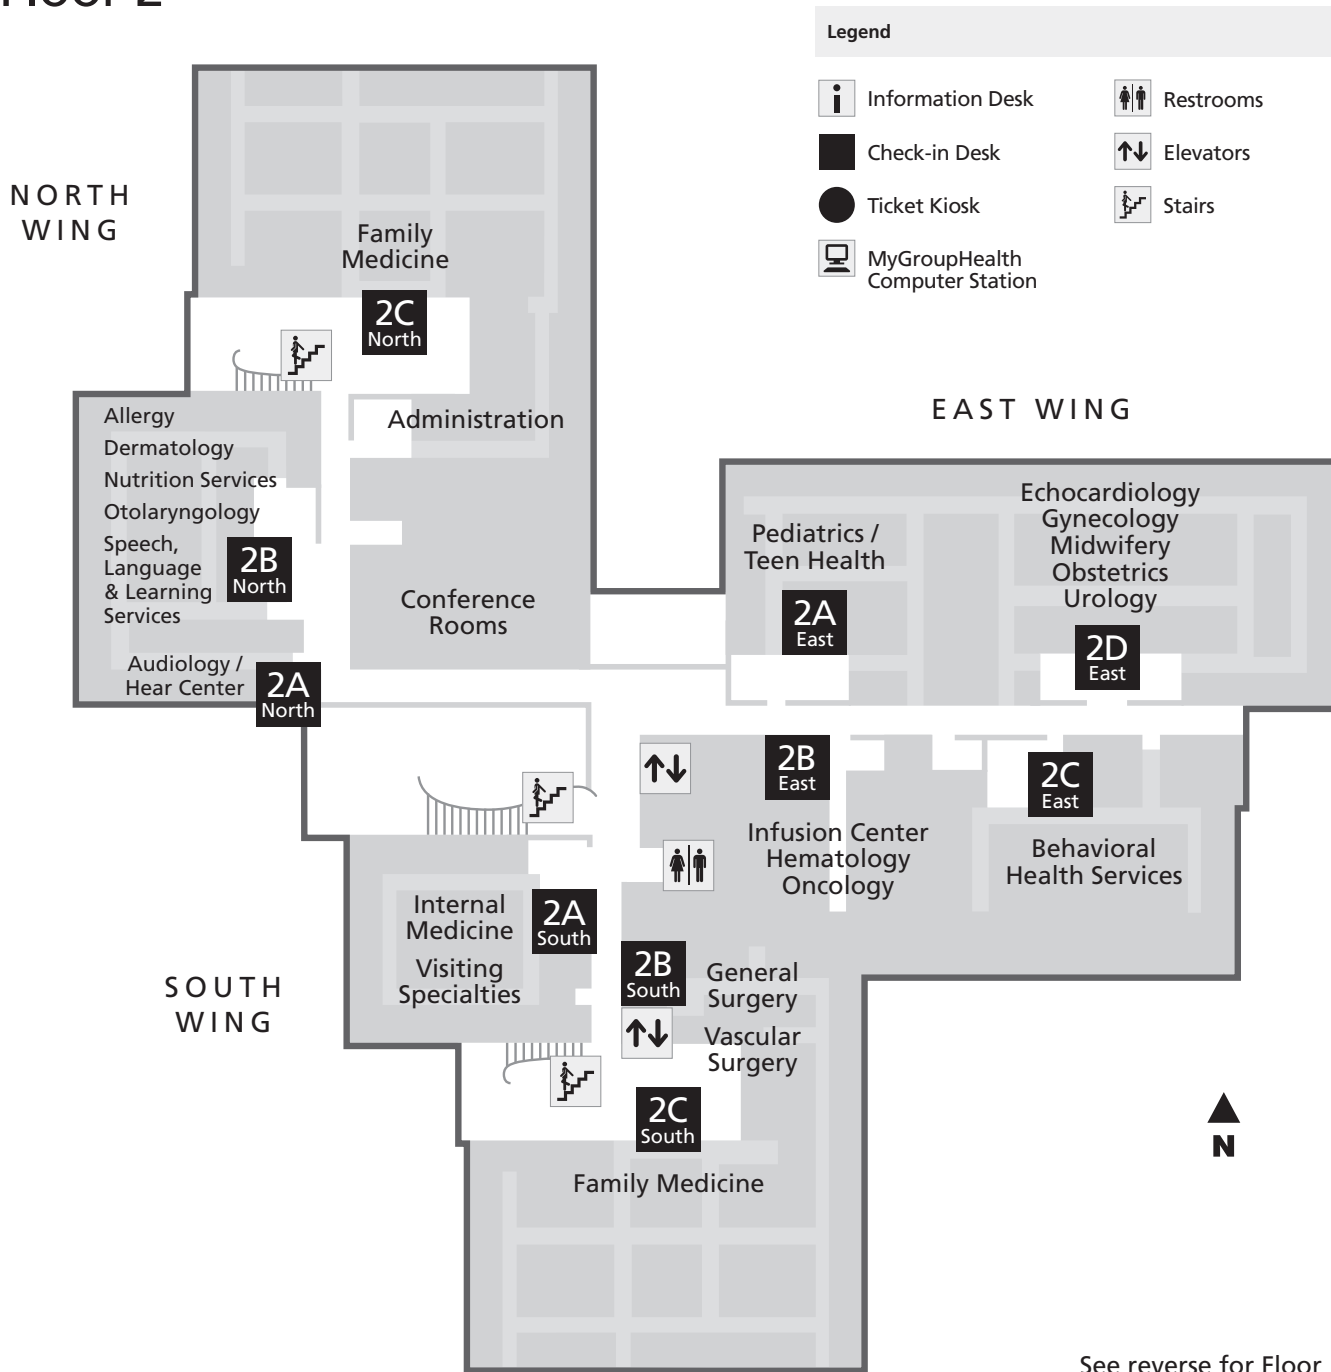 Floor 2
Legend
Information Desk
Check-in Desk
Ticket Kiosk
MyGroupHealth
Computer Station
Restrooms
Elevators
Stairs
NORTH
WING
Family
Medicine
2C
North
Administration
Allergy
Dermatology
Nutrition Services
Otolaryngology
Speech,
Language
& Learning
Services
2B
North
Conference
Rooms
Audiology /
Hear Center
2A
North
EAST WING
Pediatrics /
Teen Health
2A
East
Echocardiology
Gynecology
Midwifery
Obstetrics
Urology
2D
East
2B
East
Infusion Center
Hematology
Oncology
2C
East
Behavioral
Health Services
SOUTH
WING
Internal
Medicine
Visiting
Specialties
2A
South
2B
South
General
Surgery
Vascular
Surgery
2C
South
Family Medicine
N
See reverse for Floor